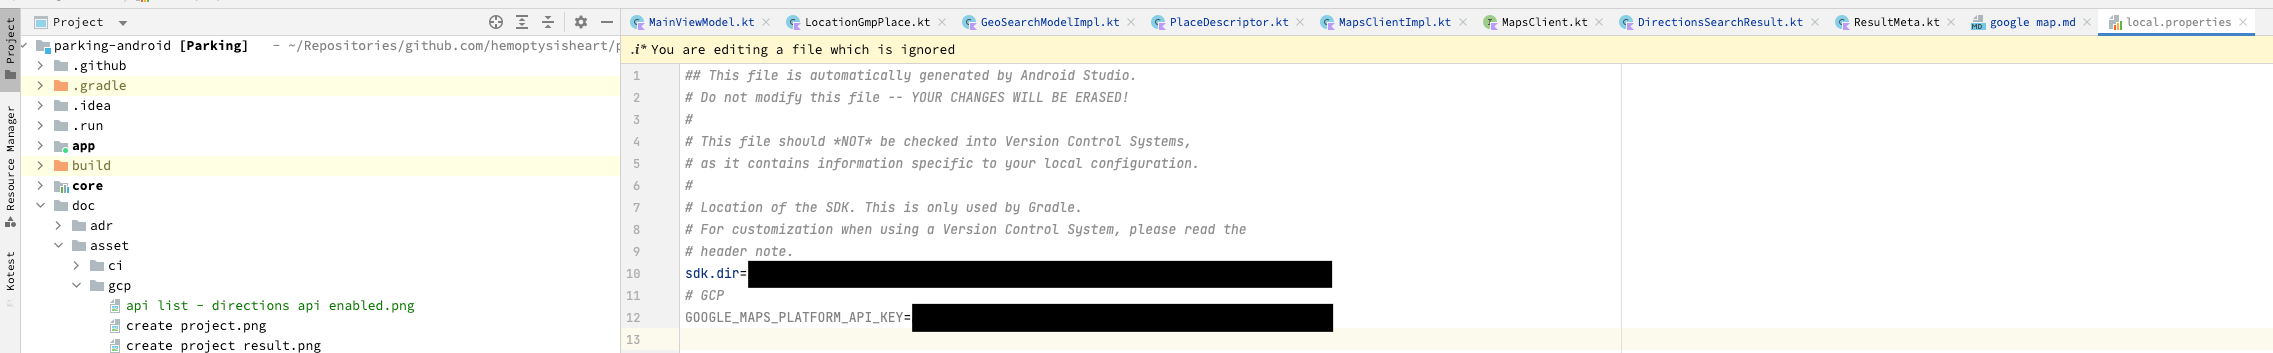 Project
MainViewModel.kt
LocationGmpPlace.kt
GeoSearchModelImpl.kt
PlaceDescriptor.kt
MapsClientImpl.kt
MapsClient.kt
DirectionsSearchResult.kt
ResultMeta.kt
google map.md
local.properties
Project
Resource Manager
Kotest
parking-android [Parking] - ~/Repositories/github.com/hemoptysisheart/
.github
.gradle
.idea
.run
app
build
core
doc
adr
asset
ci
gcp
api list - directions api enabled.png
create project.png
create project result.png
.i* You are editing a file which is ignored
1 ## This file is automatically generated by Android Studio.
2 # Do not modify this file -- YOUR CHANGES WILL BE ERASED!
3 #
4 # This file should *NOT* be checked into Version Control Systems,
5 # as it contains information specific to your local configuration.
6 #
7 # Location of the SDK. This is only used by Gradle.
8 # For customization when using a Version Control System, please read the
9 # header note.
10 sdk.dir=
11 # GCP
12 GOOGLE_MAPS_PLATFORM_API_KEY=
13